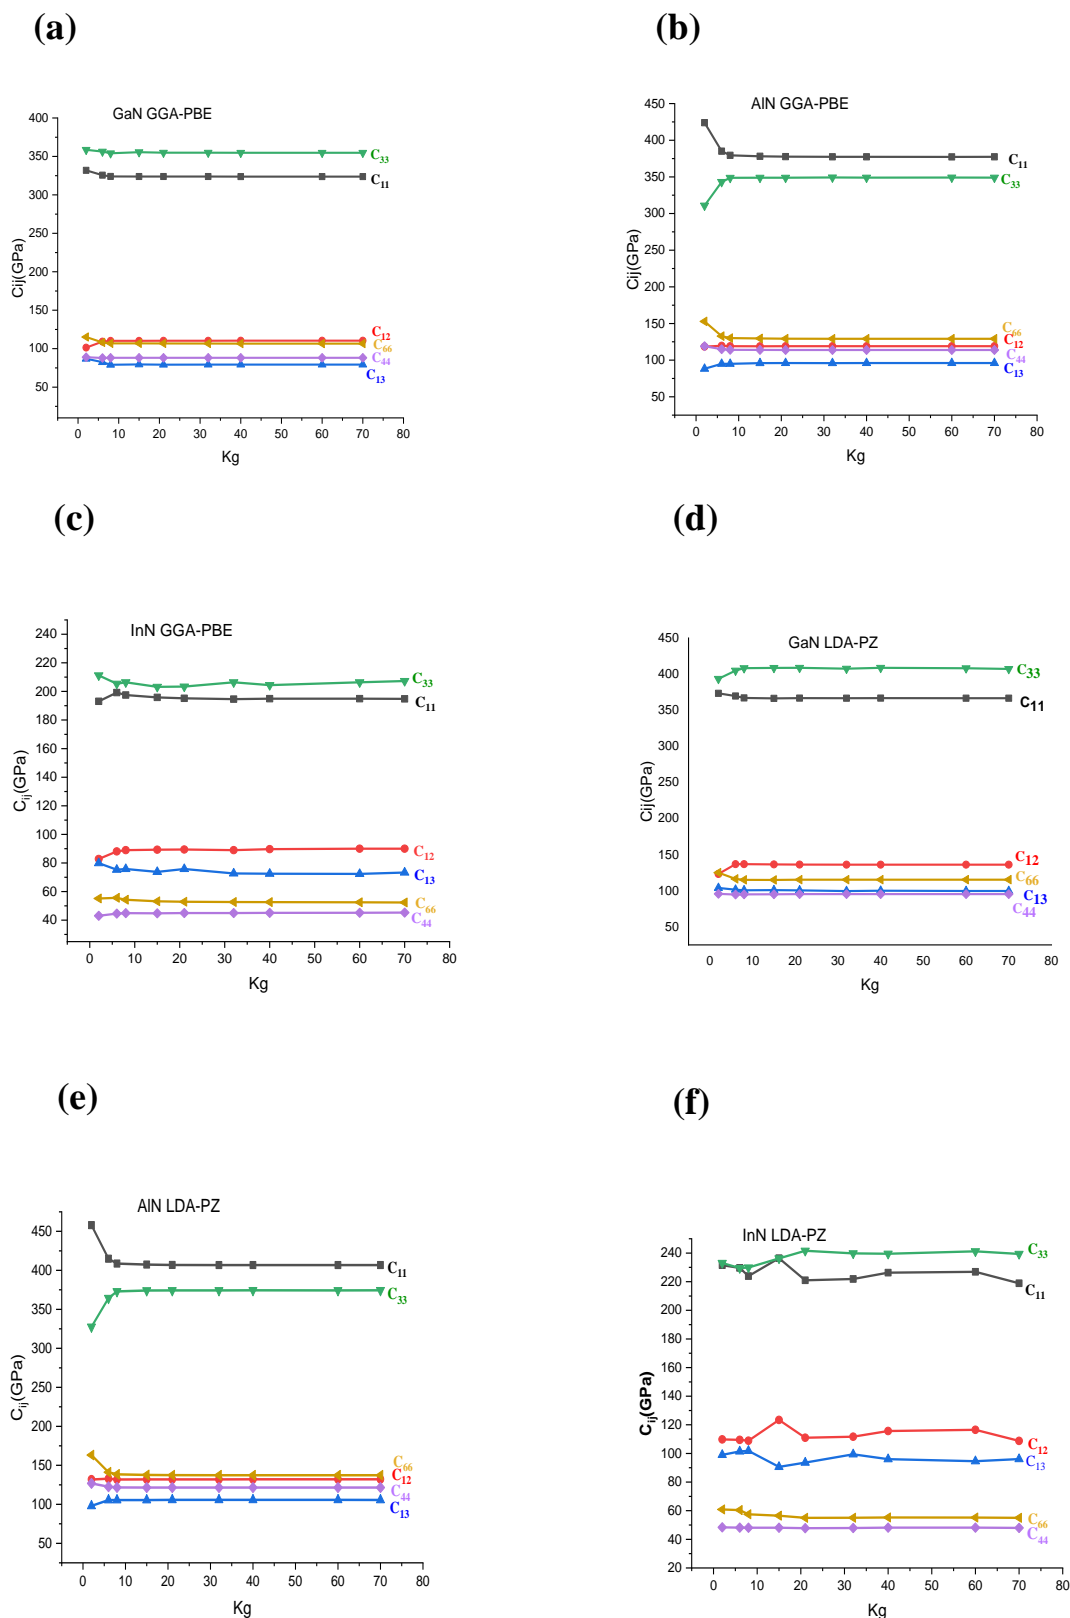 (a)
GaN GGA-PBE
400
350
300
250
200
150
100
50
Cij(GPa)
C33
C11
C12
C66
C44
C13
0 10 20 30 40 50 60 70 80
Kg
(b)
AlN GGA-PBE
450
400
350
300
250
200
150
100
50
Cij(GPa)
C11
C33
C66
C12
C44
C13
0 10 20 30 40 50 60 70 80
Kg
(c)
InN GGA-PBE
240
220
200
180
160
140
120
100
80
60
40
Cij(GPa)
C33
C11
C12
C13
C66
C44
0 10 20 30 40 50 60 70 80
Kg
(d)
GaN LDA-PZ
450
400
350
300
250
200
150
100
50
Cij(GPa)
C33
C11
C12
C66
C13
C44
0 10 20 30 40 50 60 70 80
Kg
(e)
AlN LDA-PZ
450
400
350
300
250
200
150
100
50
Cij(GPa)
C11
C33
C66
C12
C44
C13
0 10 20 30 40 50 60 70 80
Kg
(f)
InN LDA-PZ
240
220
200
180
160
140
120
100
80
60
40
20
Cij(GPa)
C33
C11
C12
C13
C66
C44
0 10 20 30 40 50 60 70 80
Kg